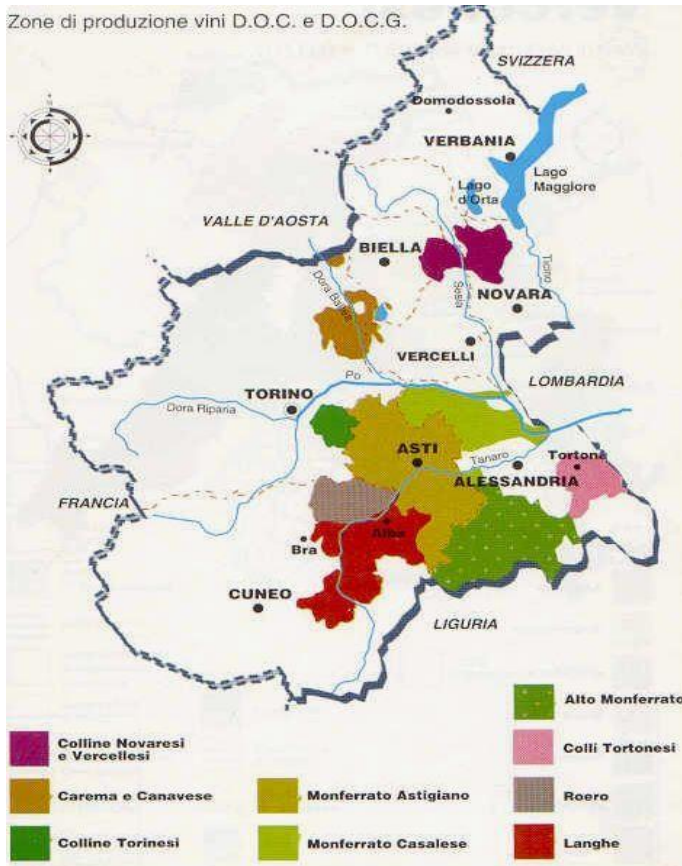 Zone di produzione vini D.O.C. e D.O.C.G.
SVIZZERA
Domodossola
VERBANIA
Lago
Maggiore
Lago
d'Orta
VALLE D'AOSTA
BIELLA
Dora Baltea
Sesia
Ticino
NOVARA
VERCELLI
Po
LOMBARDIA
TORINO
Dora Riparia
ASTI
Tanaro
Tortona
ALESSANDRIA
FRANCIA
Bra
Alba
CUNEO
LIGURIA
Colline Novaresi
e Vercellesi
Carema e Canavese
Colline Torinesi
Monferrato Astigiano
Monferrato Casalese
Alto Monferrato
Colli Tortonesi
Roero
Langhe